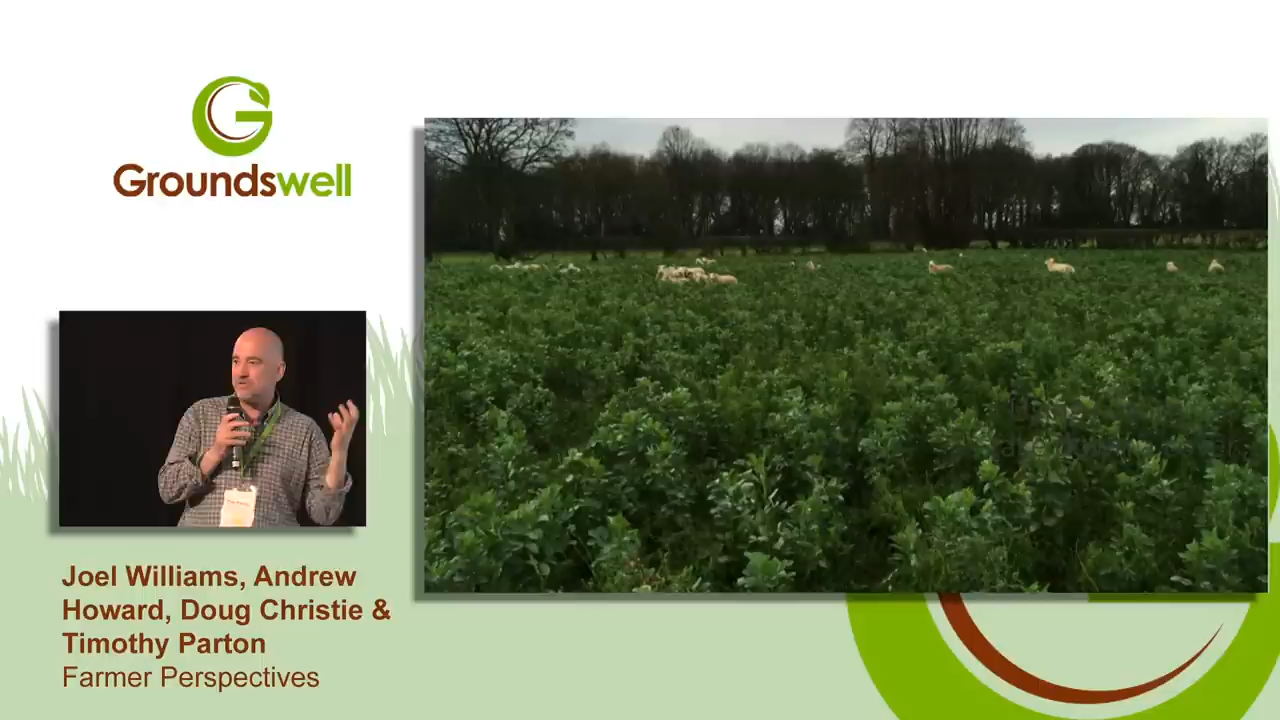 Groundswell
Joel Williams, Andrew
Howard, Doug Christie &
Timothy Parton
Farmer Perspectives